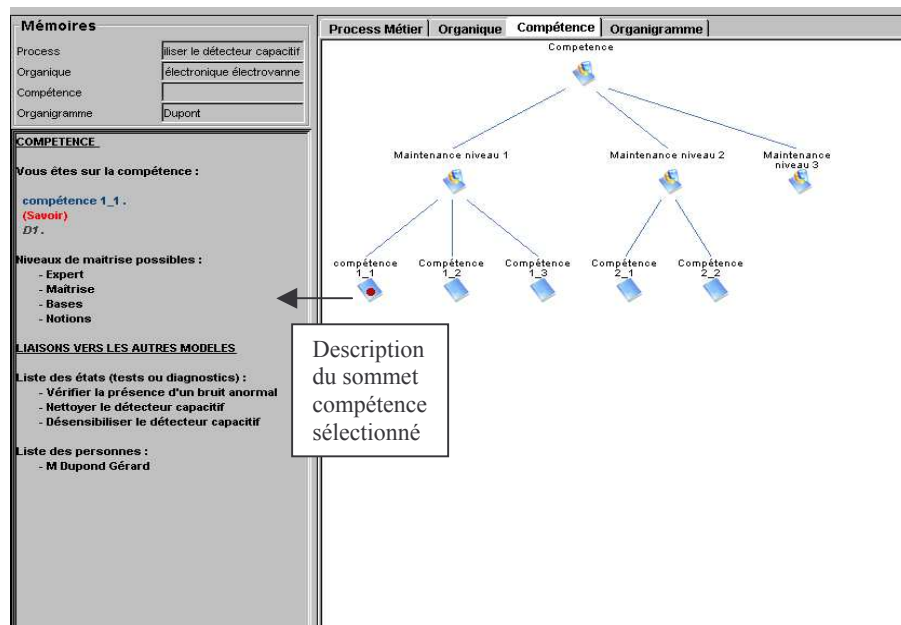 Mémoires
Process iliser le détecteur capacitif
Organique électronique électrovanne
Compétence
Organigramme Dupont
COMPETENCE
Vous êtes sur la compétence :
compétence 1_1 .
(Savoir)
D1 .
Niveaux de maitrise possibles :
- Expert
- Maîtrise
- Bases
- Notions
LIAISONS VERS LES AUTRES MODELES
Liste des états (tests ou diagnostics) :
- Vérifier la présence d'un bruit anormal
- Nettoyer le détecteur capacitif
- Désensibiliser le détecteur capacitif
Liste des personnes :
- M Dupond Gérard
Process Métier Organique Compétence Organigramme
Competence
Maintenance niveau 1 Maintenance niveau 2 Maintenance
niveau 3
compétence Compétence Compétence Compétence Compétence
1_1 1_2 1_3 2_1 2_2
Description
du sommet
compétence
sélectionné